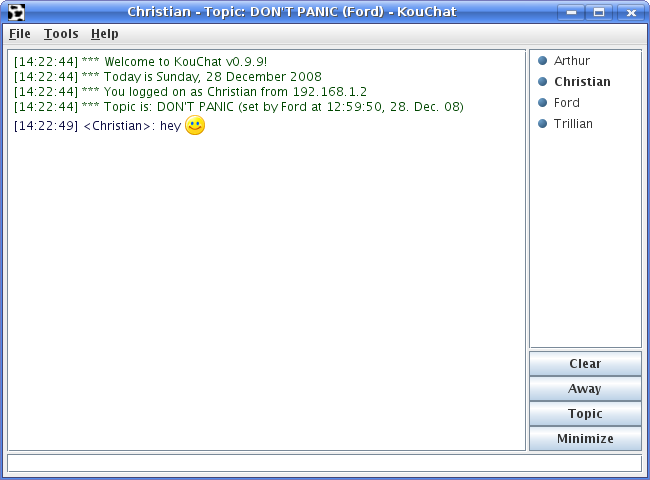 Christian - Topic: DON'T PANIC (Ford) - KouChat
File Tools Help
[14:22:44] *** Welcome to KouChat v0.9.9!
[14:22:44] *** Today is Sunday, 28 December 2008
[14:22:44] *** You logged on as Christian from 192.168.1.2
[14:22:44] *** Topic is: DON'T PANIC (set by Ford at 12:59:50, 28. Dec. 08)
[14:22:49] <Christian>: hey
Arthur
Christian
Ford
Trillian
Clear
Away
Topic
Minimize